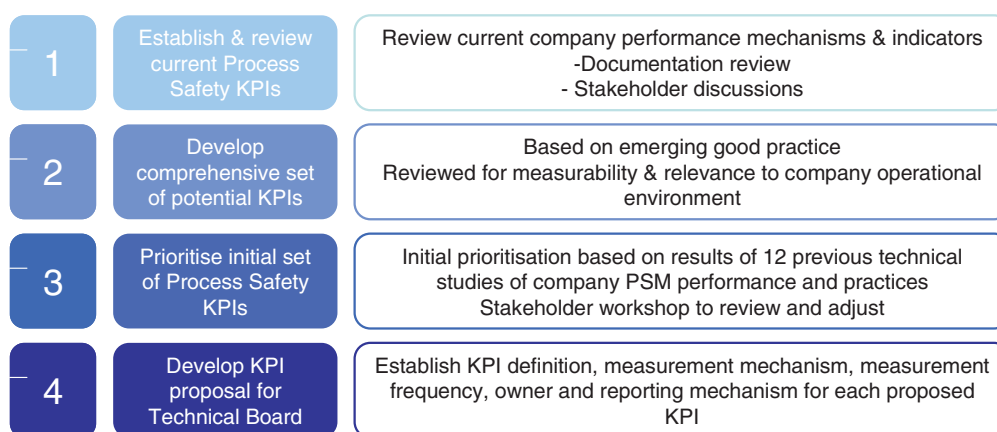 1
Establish & review
current Process
Safety KPIs
Review current company performance mechanisms & indicators
-Documentation review
- Stakeholder discussions
2
Develop
comprehensive set
of potential KPIs
Based on emerging good practice
Reviewed for measurability & relevance to company operational
environment
3
Prioritise initial set
of Process Safety
KPIs
Initial prioritisation based on results of 12 previous technical
studies of company PSM performance and practices
Stakeholder workshop to review and adjust
4
Develop KPI
proposal for
Technical Board
Establish KPI definition, measurement mechanism, measurement
frequency, owner and reporting mechanism for each proposed
KPI